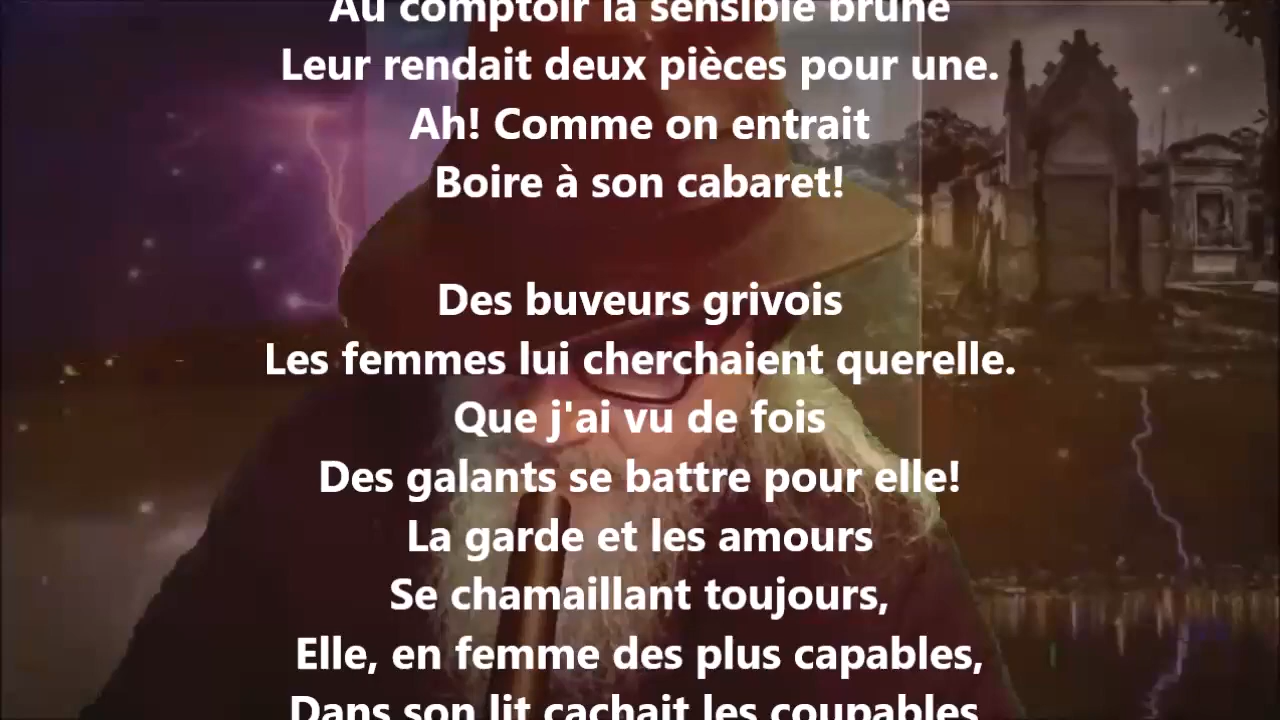 Au comptoir la sensible brune
Leur rendait deux pièces pour une.
Ah! Comme on entrait
Boire à son cabaret!
Des buveurs grivois
Les femmes lui cherchaient querelle.
Que j'ai vu de fois
Des galants se battre pour elle!
La garde et les amours
Se chamaillant toujours,
Elle, en femme des plus capables,
Dans son lit cachait les coupables